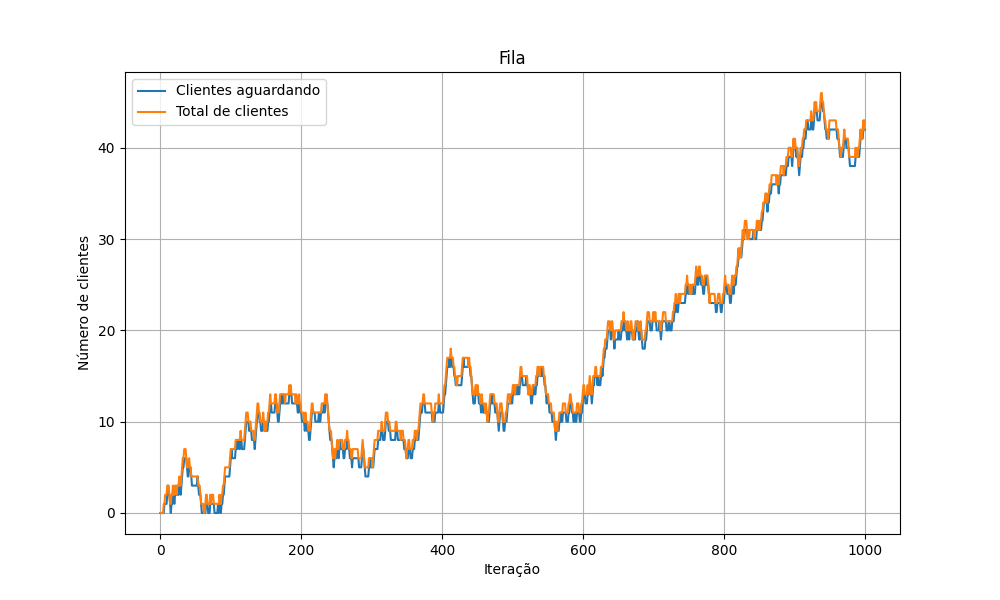 Fila
Clientes aguardando
Total de clientes
Número de clientes
40
30
20
10
0
0 200 400 600 800 1000
Iteração